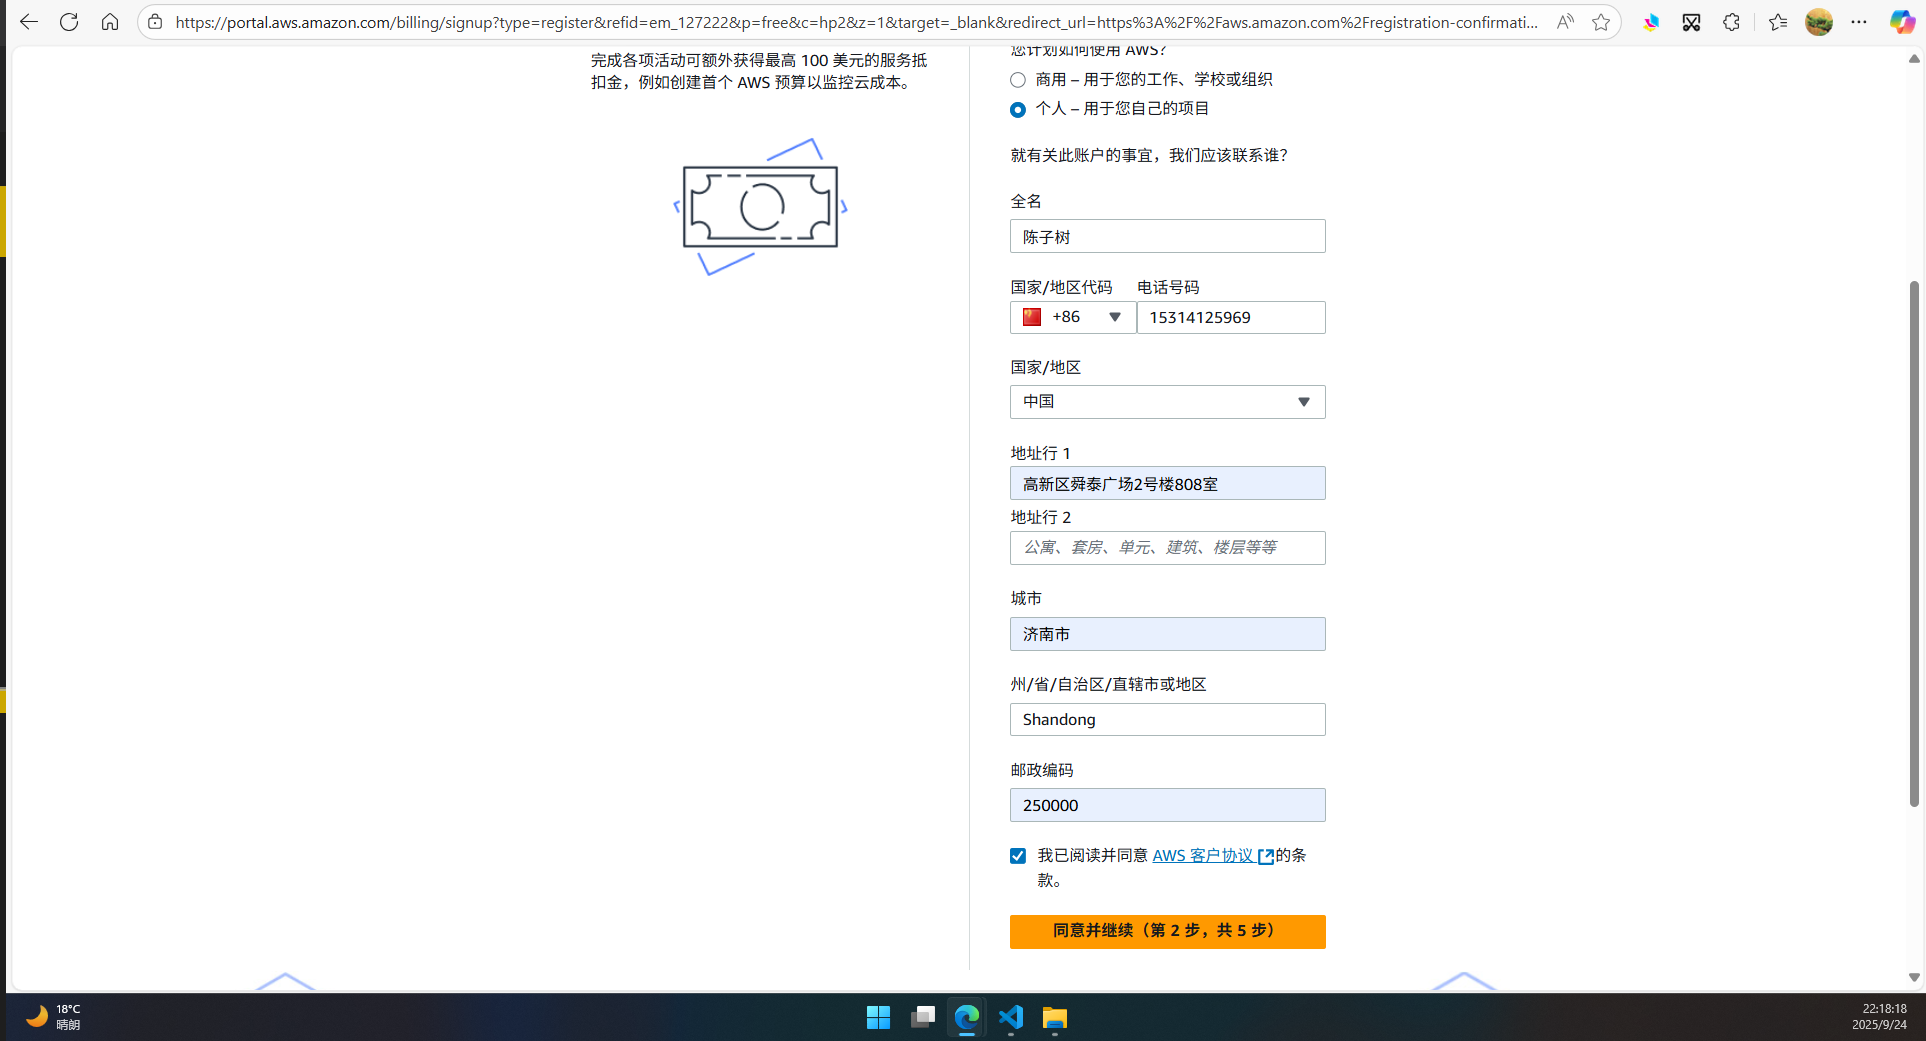 https://portal.aws.amazon.com/billing/signup?type=register&refid=em_127222&p=free&c=hp2&z=1&target=_blank&redirect_url=https%3A%2F%2Faws.amazon.com%2Fregistration-confirmati...
完成各项活动可额外获得最高 100 美元的服务抵
扣金，例如创建首个 AWS 预算以监控云成本。
您计划如何使用 AWS？
商用 – 用于您的工作、学校或组织
个人 – 用于您自己的项目
就有关此账户的事宜，我们应该联系谁？
全名
陈子树
国家/地区代码 电话号码
+86 15314125969
国家/地区
中国
地址行 1
高新区舜泰广场2号楼808室
地址行 2
公寓、套房、单元、建筑、楼层等等
城市
济南市
州/省/自治区/直辖市或地区
Shandong
邮政编码
250000
我已阅读并同意 AWS 客户协议 的条
款。
同意并继续（第 2 步，共 5 步）
18°C
晴朗
22:18:18
2025/9/24